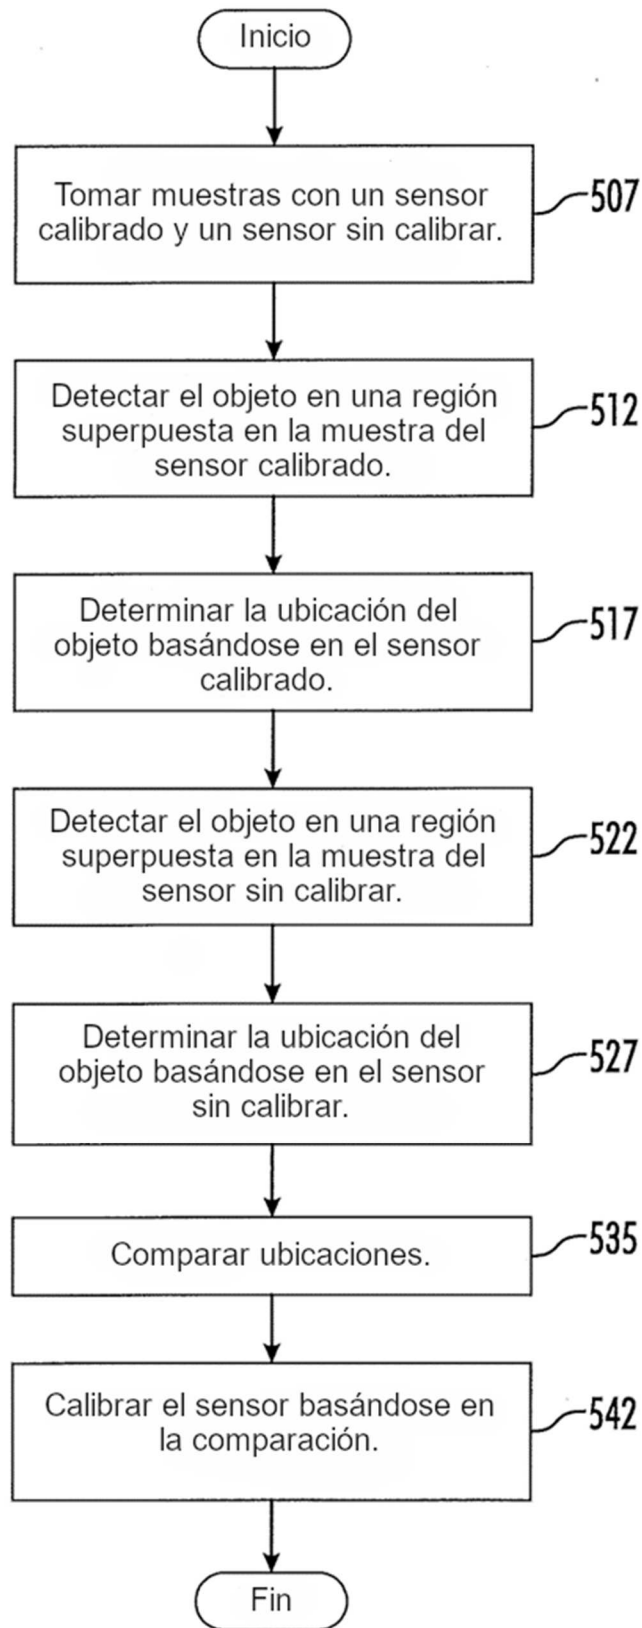 Inicio
Tomar muestras con un sensor
calibrado y un sensor sin calibrar.
507
Detectar el objeto en una región
superpuesta en la muestra del
sensor calibrado.
512
Determinar la ubicación del
objeto basándose en el sensor
calibrado.
517
Detectar el objeto en una región
superpuesta en la muestra del
sensor sin calibrar.
522
Determinar la ubicación del
objeto basándose en el sensor
sin calibrar.
527
Comparar ubicaciones.
535
Calibrar el sensor basándose en
la comparación.
542
Fin